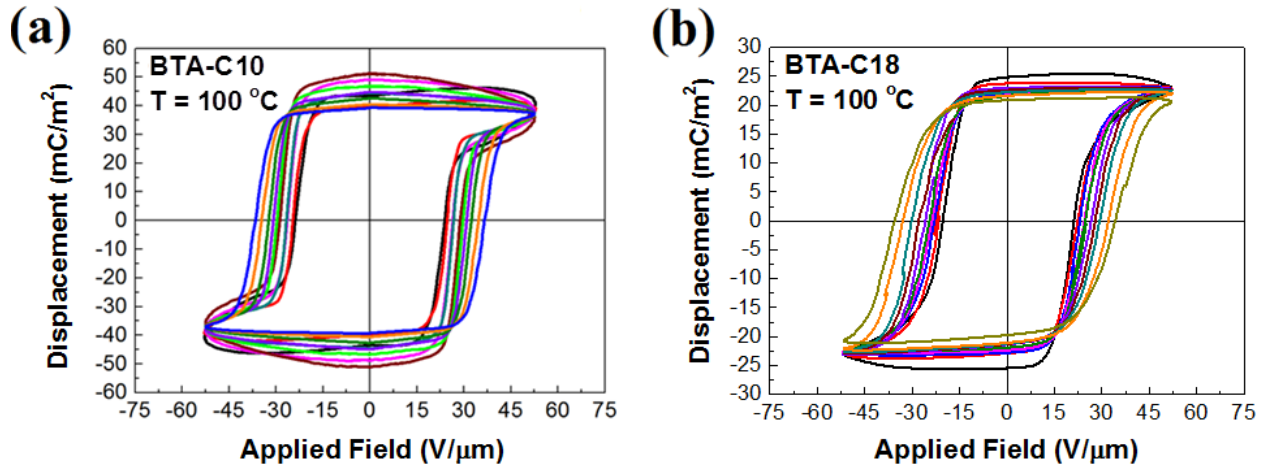 (a)
BTA-C10
T = 100 °C
Displacement (mC/m²)
60
50
40
30
20
10
0
-10
-20
-30
-40
-50
-60
-75 -60 -45 -30 -15 0 15 30 45 60 75
Applied Field (V/μm)
(b)
BTA-C18
T = 100 °C
Displacement (mC/m²)
30
25
20
15
10
5
0
-5
-10
-15
-20
-25
-30
-75 -60 -45 -30 -15 0 15 30 45 60 75
Applied Field (V/μm)